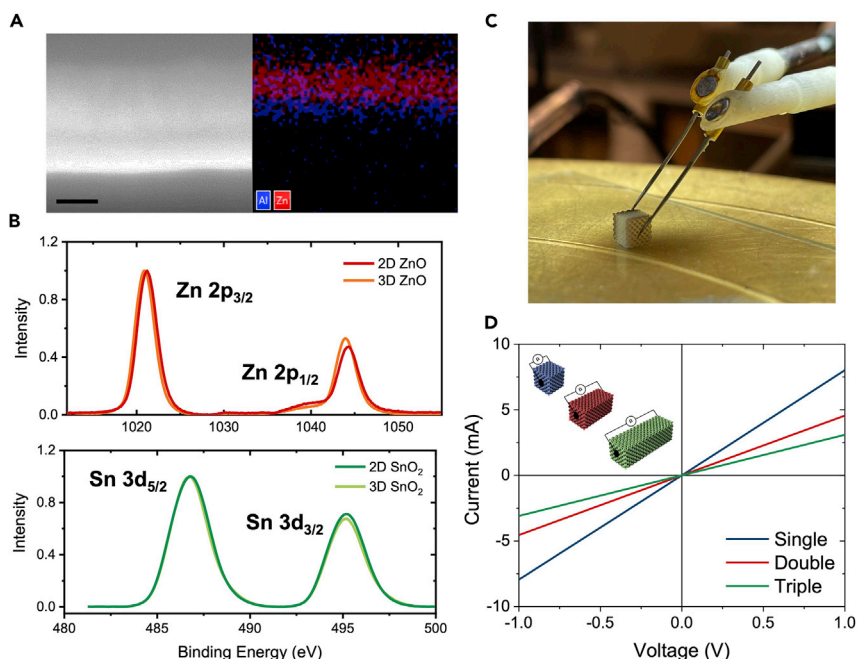 A
Al
Zn
B
1.2
0.8
0.4
0.0
Intensity
Zn 2p₃/₂
Zn 2p₁/₂
2D ZnO
3D ZnO
1020
1030
1040
1050
1.2
0.8
0.4
0.0
Intensity
Sn 3d₅/₂
Sn 3d₃/₂
2D SnO₂
3D SnO₂
480
485
490
495
500
Binding Energy (eV)
C
D
10
5
0
-5
-10
Current (mA)
Single
Double
Triple
-1.0
-0.5
0.0
0.5
1.0
Voltage (V)